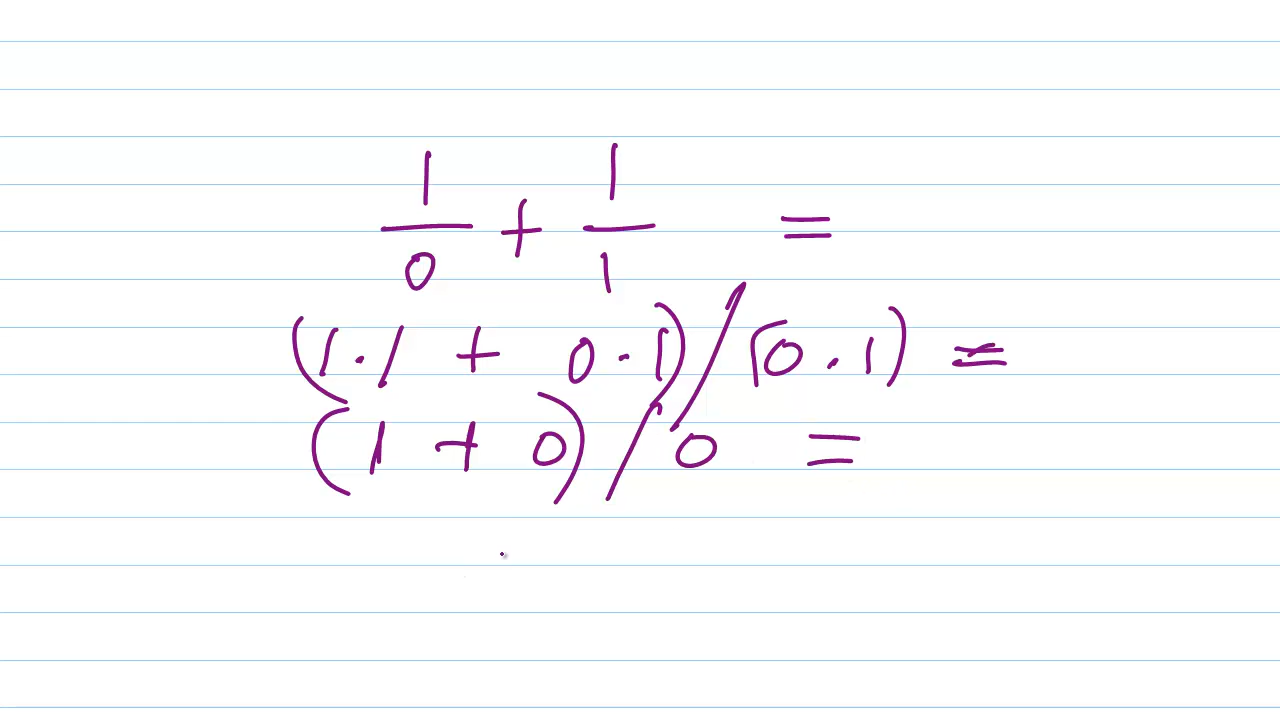 1/0 + 1/1 =
(1 . 1 + 0 . 1) / (0 . 1) =
(1 + 0) / 0 =